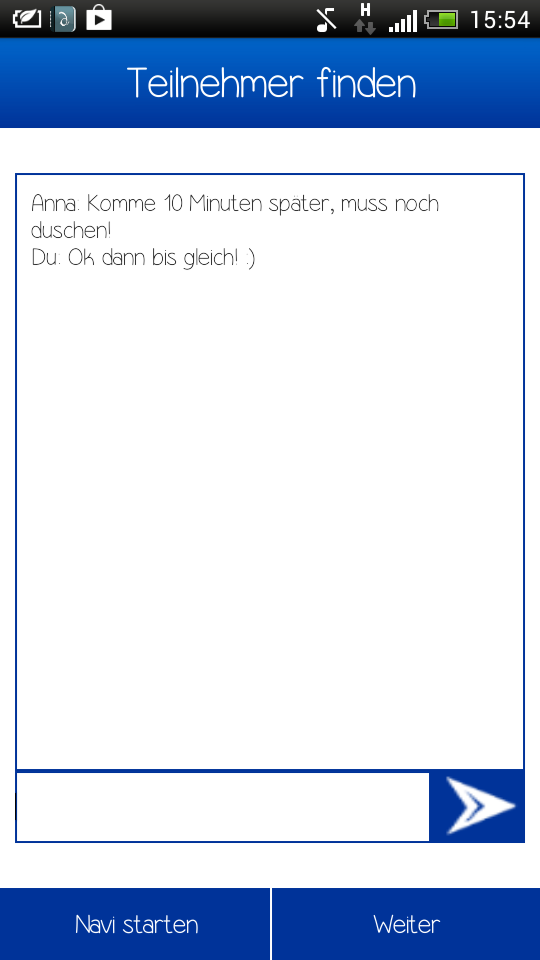 H
15:54
Teilnehmer finden
Anna: Komme 10 Minuten später, muss noch
duschen!
Du: Ok dann bis gleich! :)
Navi starten
Weiter